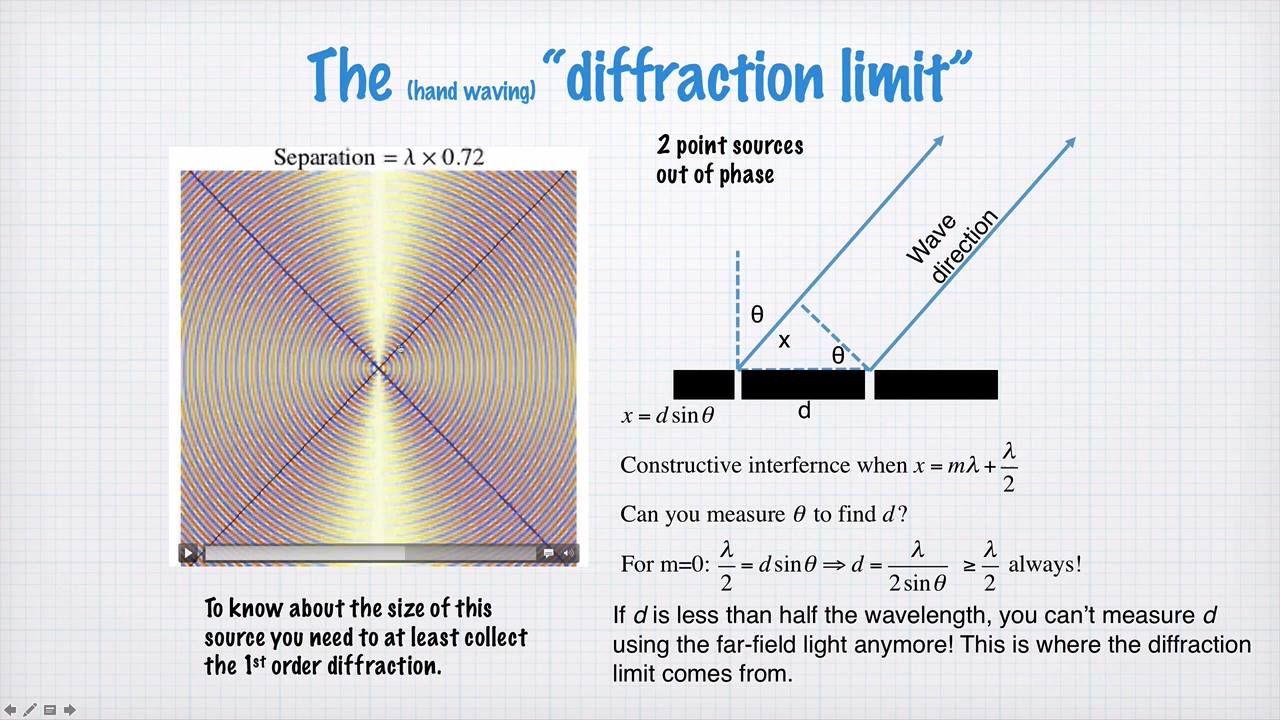 The (hand waving) “diffraction limit”
Separation = λ × 0.72
To know about the size of this
source you need to at least collect
the 1st order diffraction.
2 point sources
out of phase
Wave
direction
θ
x
θ
d
x = d sinθ
Constructive interfernce when x = mλ + λ/2
Can you measure θ to find d?
For m=0: λ/2 = d sinθ ⇒ d = λ/(2 sinθ) ≥ λ/2 always!
If d is less than half the wavelength, you can’t measure d
using the far-field light anymore! This is where the diffraction
limit comes from.